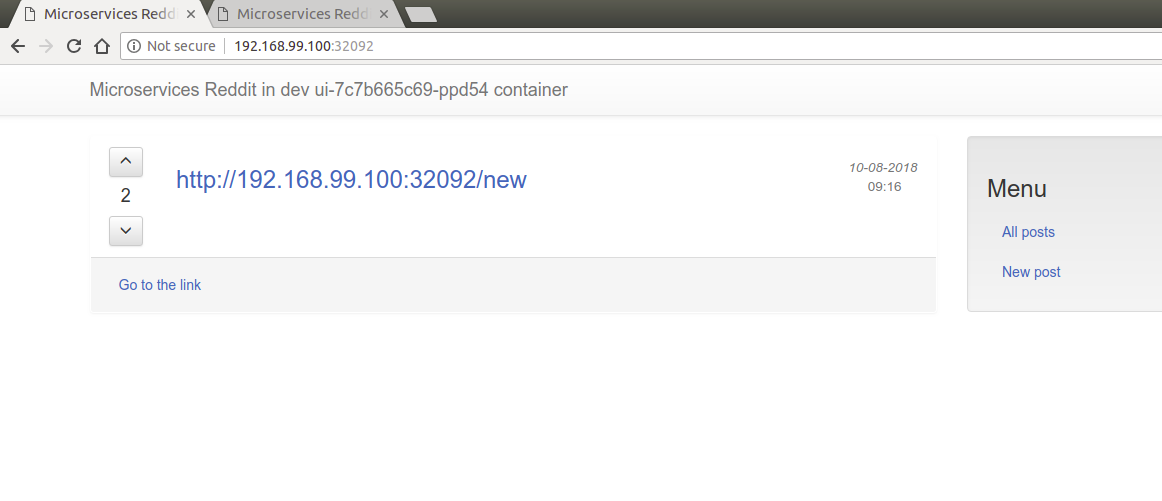 Microservices Redd
Microservices Redd
Not secure
192.168.99.100:32092
Microservices Reddit in dev ui-7c7b665c69-ppd54 container
2
http://192.168.99.100:32092/new
10-08-2018
09:16
Go to the link
Menu
All posts
New post